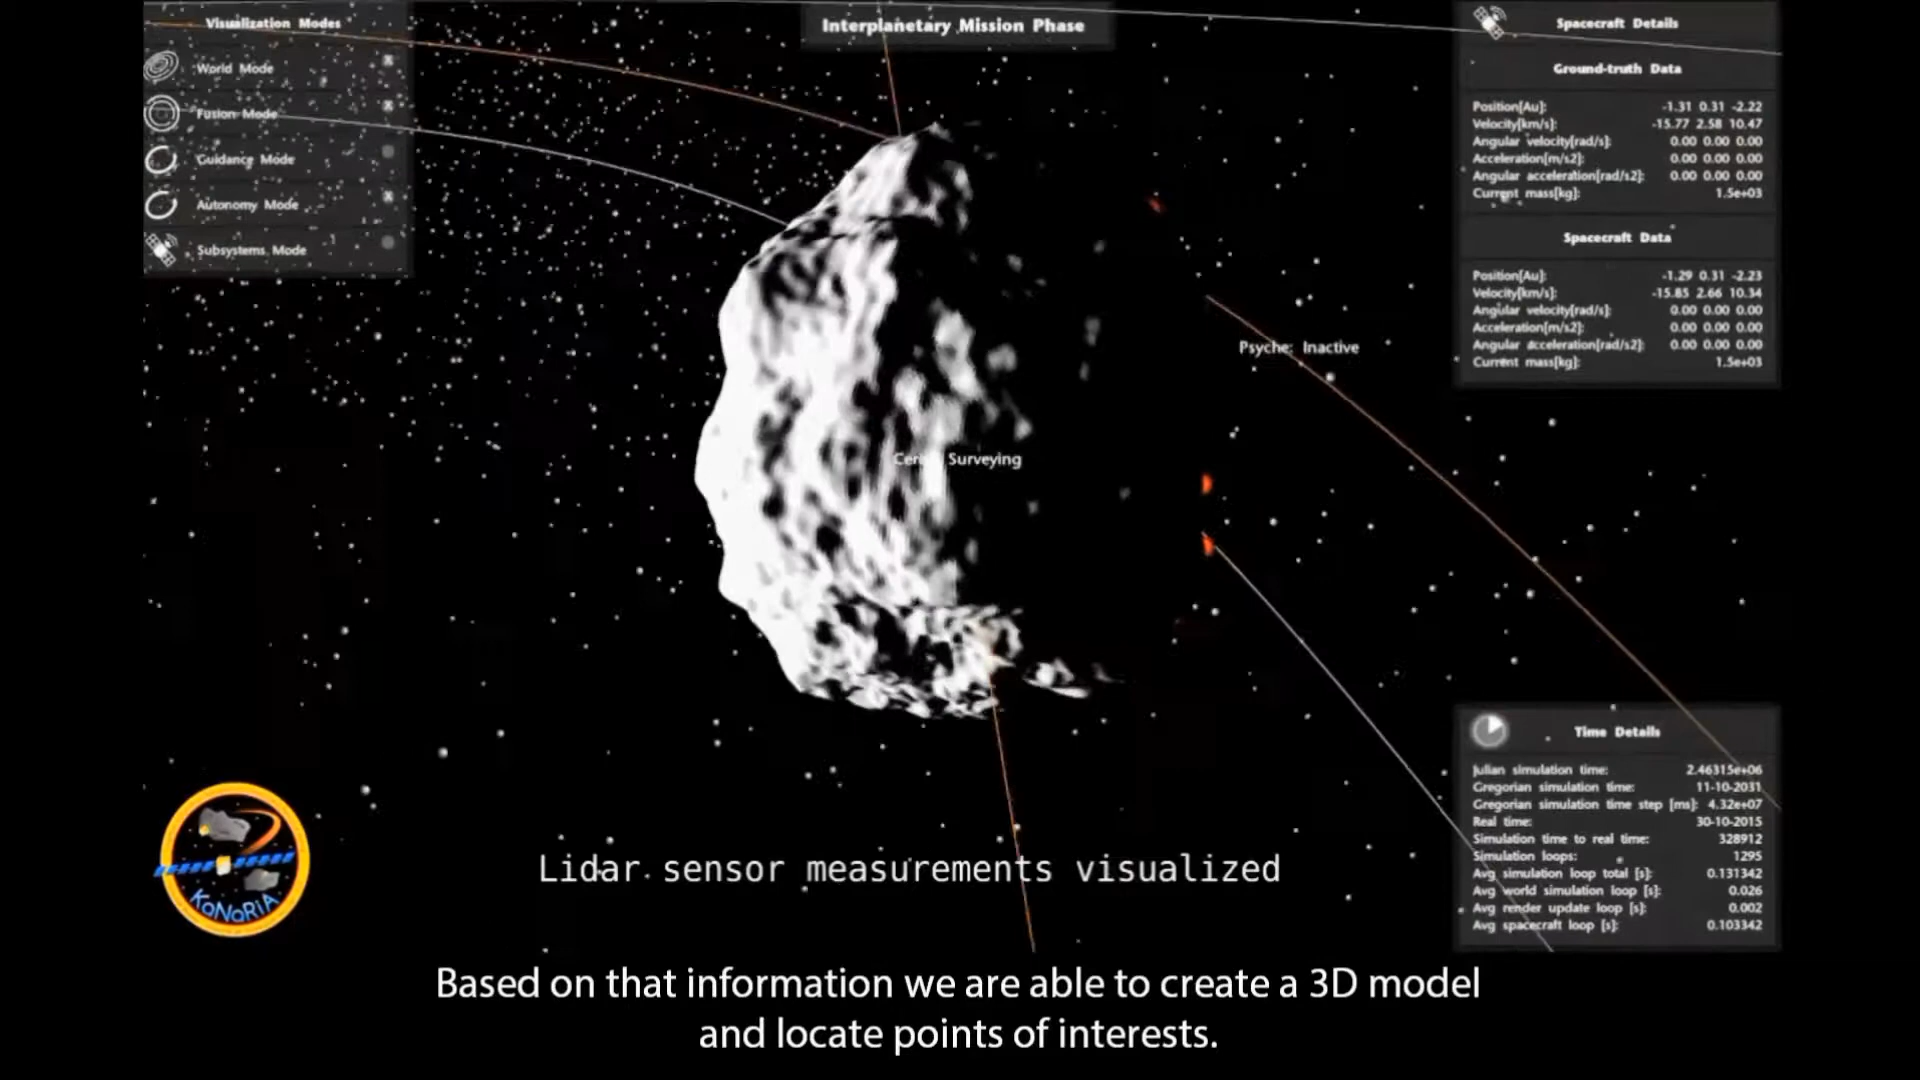 Visualization Modes
World Mode
Fusion Mode
Guidance Mode
Autonomy Mode
Subsystems Mode
Interplanetary Mission Phase
Spacecraft Details
Ground-truth Data
Position[Au]: -1.31 0.31 -2.22
Velocity[km/s]: -15.77 2.58 10.47
Angular velocity[rad/s]: 0.00 0.00 0.00
Acceleration[m/s2]: 0.00 0.00 0.00
Angular acceleration[rad/s2]: 0.00 0.00 0.00
Current mass[kg]: 1.5e+03
Spacecraft Data
Position[Au]: -1.29 0.31 -2.23
Velocity[km/s]: -15.85 2.66 10.34
Angular velocity[rad/s]: 0.00 0.00 0.00
Acceleration[m/s2]: 0.00 0.00 0.00
Angular acceleration[rad/s2]: 0.00 0.00 0.00
Current mass[kg]: 1.5e+03
Psyche: Inactive
Surveying
Time Details
Julian simulation time: 2.46315e+06
Gregorian simulation time: 11-10-2031
Gregorian simulation time step [ms]: 4.32e+07
Real time: 30-10-2015
Simulation time to real time: 328912
Simulation loops: 1295
Avg simulation loop total [s]: 0.131342
Avg world simulation loop [s]: 0.026
Avg render update loop [s]: 0.002
Avg spacecraft loop [s]: 0.103342
KaNaRiA
Lidar sensor measurements visualized
Based on that information we are able to create a 3D model
and locate points of interests.